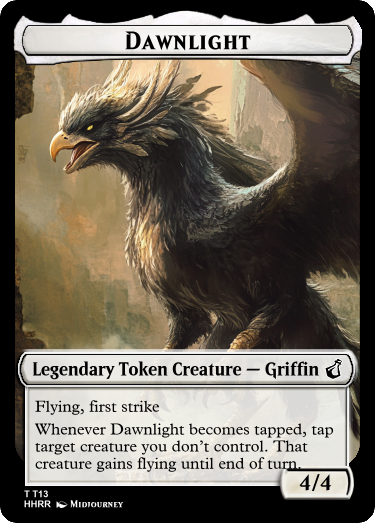 Dawnlight
Legendary Token Creature — Griffin
Flying, first strike
Whenever Dawnlight becomes tapped, tap
target creature you don't control. That
creature gains flying until end of turn.
4/4
T T13
HHRR Midjourney